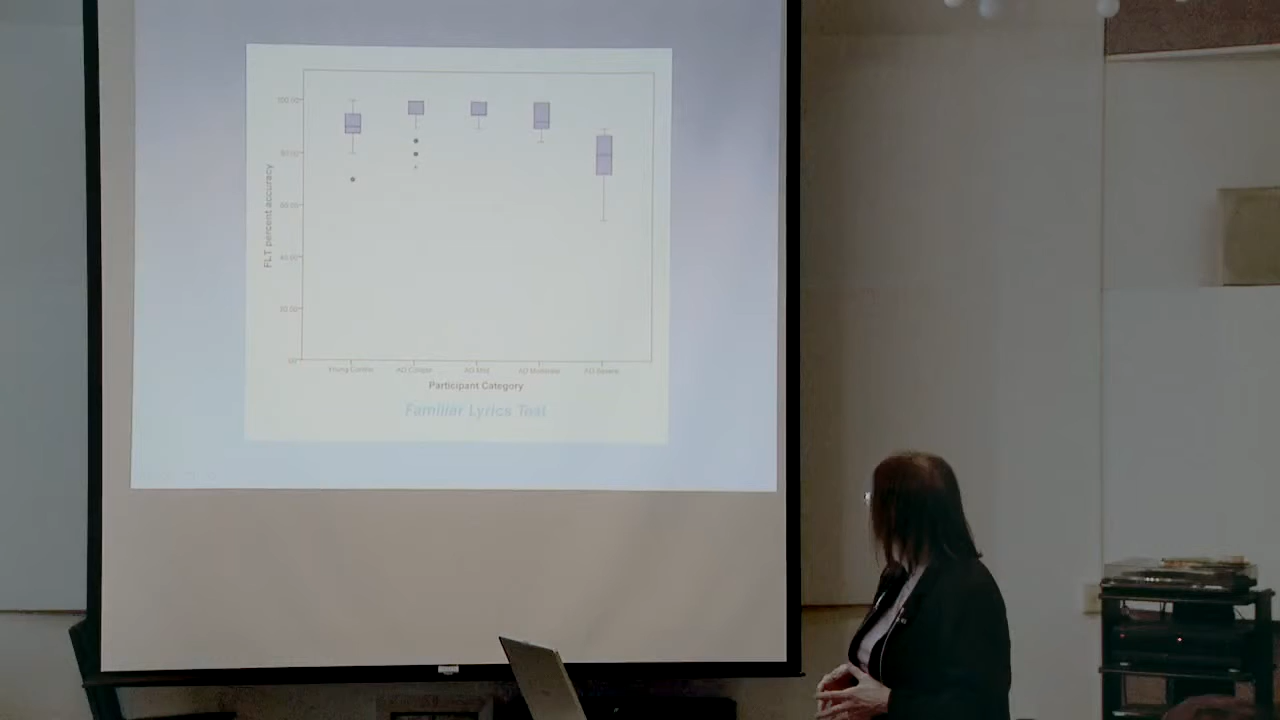 100.00
80.00
60.00
40.00
20.00
.00
FLT percent accuracy
Young Control
AD Mild
AD Moderate
AD Severe
Participant Category
Familiar Lyrics Test